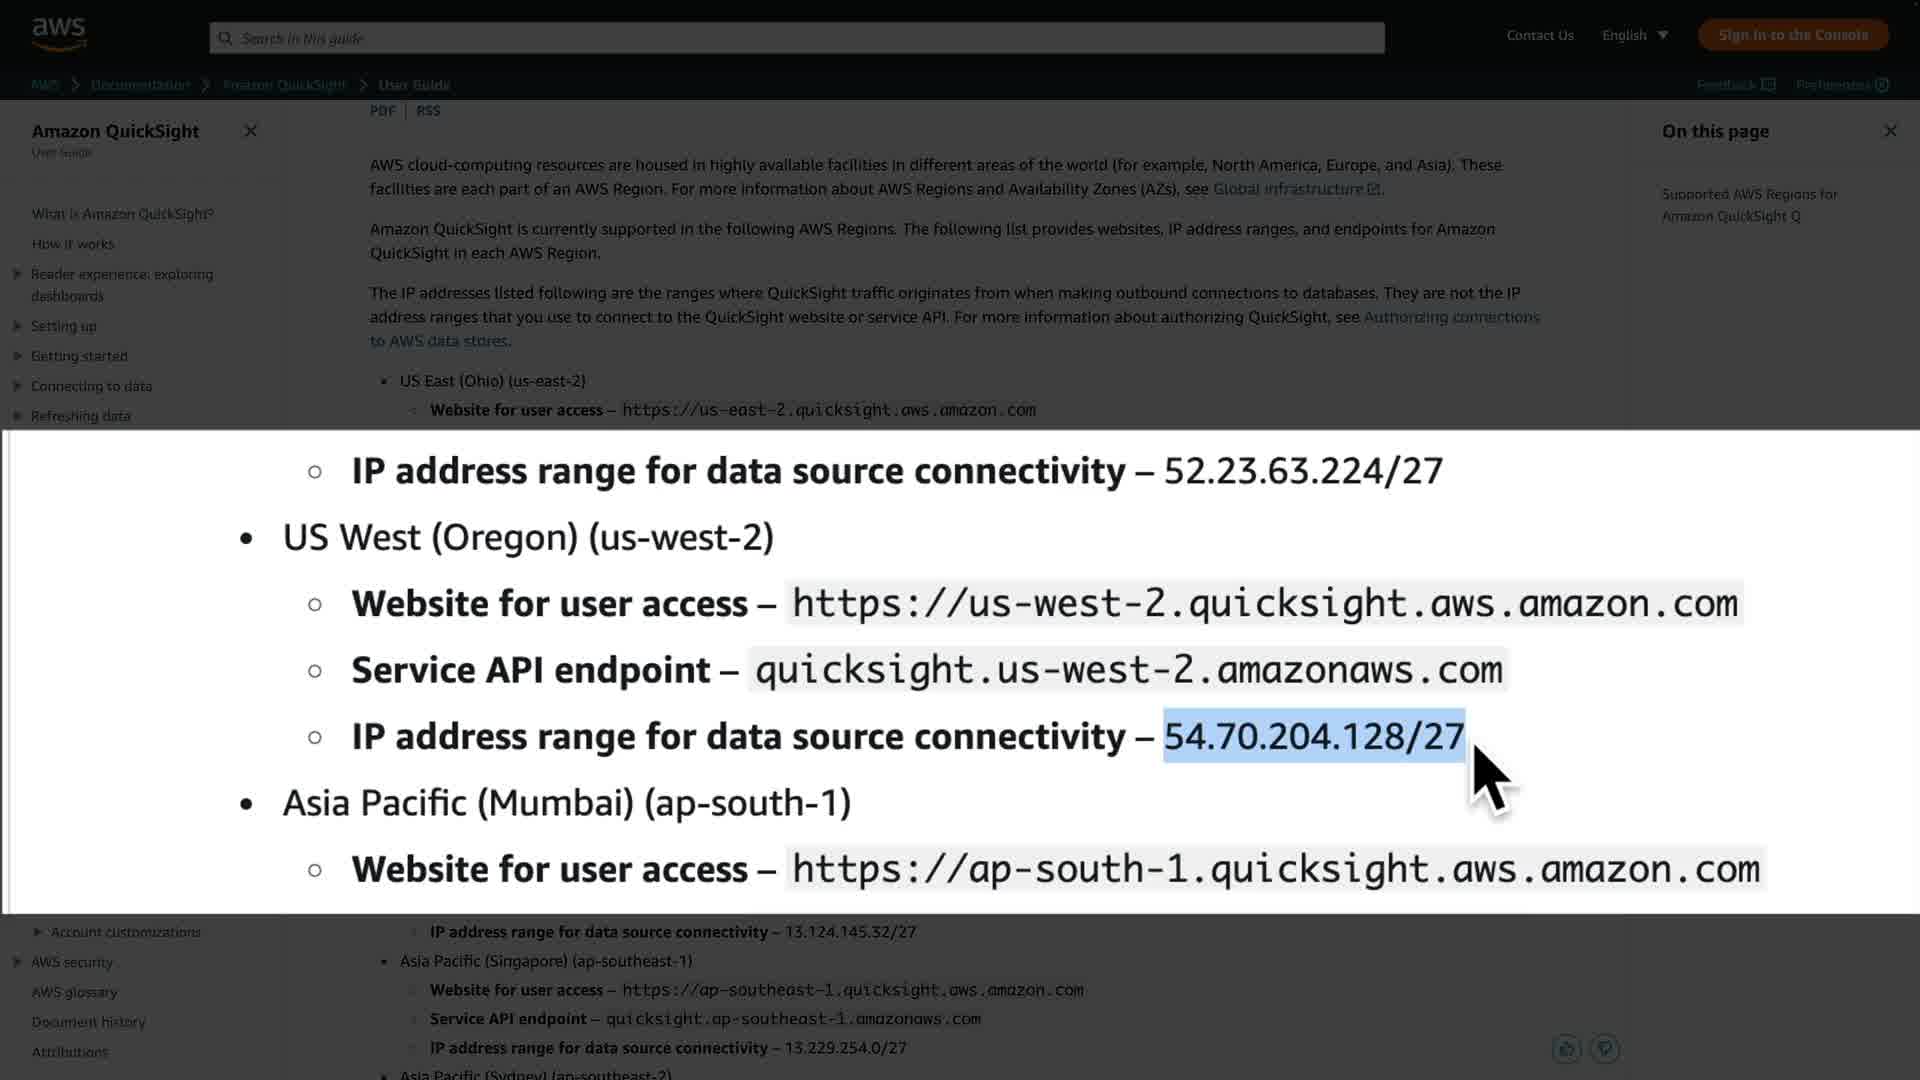 aws
Search in this guide
Contact Us
English
Sign In to the Console
AWS > Documentation > Amazon QuickSight > User Guide
Feedback
Preferences
Amazon QuickSight
User Guide
What is Amazon QuickSight?
How it works
Reader experience: exploring
dashboards
Setting up
Getting started
Connecting to data
Refreshing data
PDF | RSS
AWS cloud-computing resources are housed in highly available facilities in different areas of the world (for example, North America, Europe, and Asia). These
facilities are each part of an AWS Region. For more information about AWS Regions and Availability Zones (AZs), see Global infrastructure.
Amazon QuickSight is currently supported in the following AWS Regions. The following list provides websites, IP address ranges, and endpoints for Amazon
QuickSight in each AWS Region.
The IP addresses listed following are the ranges where QuickSight traffic originates from when making outbound connections to databases. They are not the IP
address ranges that you use to connect to the QuickSight website or service API. For more information about authorizing QuickSight, see Authorizing connections
to AWS data stores.
• US East (Ohio) (us-east-2)
Website for user access – https://us-east-2.quicksight.aws.amazon.com
On this page
Supported AWS Regions for
Amazon QuickSight Q
IP address range for data source connectivity – 52.23.63.224/27
• US West (Oregon) (us-west-2)
Website for user access – https://us-west-2.quicksight.aws.amazon.com
Service API endpoint – quicksight.us-west-2.amazonaws.com
IP address range for data source connectivity – 54.70.204.128/27
• Asia Pacific (Mumbai) (ap-south-1)
Website for user access – https://ap-south-1.quicksight.aws.amazon.com
Account customizations
AWS security
AWS glossary
Document history
Attributions
IP address range for data source connectivity – 13.124.145.32/27
• Asia Pacific (Singapore) (ap-southeast-1)
Website for user access – https://ap-southeast-1.quicksight.aws.amazon.com
Service API endpoint – quicksight.ap-southeast-1.amazonaws.com
IP address range for data source connectivity – 13.229.254.0/27
• Asia Pacific (Sydney) (ap-southeast-2)